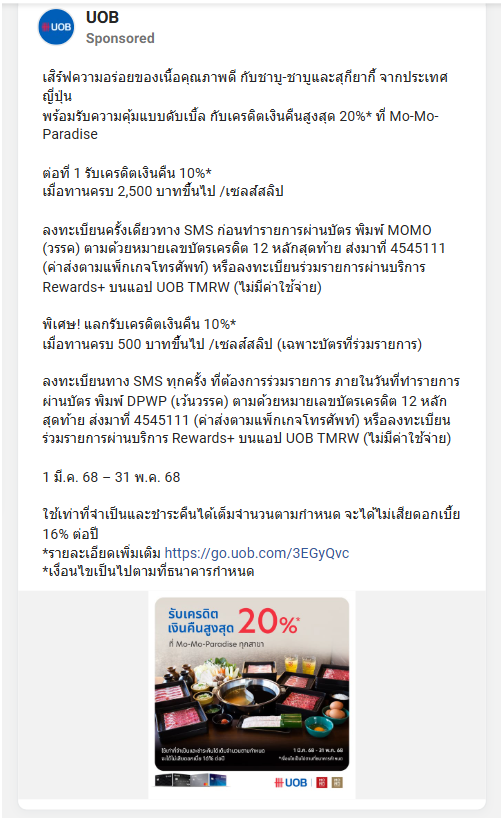 UOB
UOB
Sponsored
เสิร์ฟความอร่อยของเนื้อคุณภาพดี กับชาบู-ชาบูและสุกียากี้ จากประเทศ
ญี่ปุ่น
พร้อมรับความคุ้มแบบดับเบิ้ล กับเครดิตเงินคืนสูงสุด 20%* ที่ Mo-Mo-
Paradise
ต่อที่ 1 รับเครดิตเงินคืน 10%*
เมื่อทานครบ 2,500 บาทขึ้นไป /เซลส์สลิป
ลงทะเบียนครั้งเดียวทาง SMS ก่อนทำรายการผ่านบัตร พิมพ์ MOMO
(วรรค) ตามด้วยหมายเลขบัตรเครดิต 12 หลักสุดท้าย ส่งมาที่ 4545111
(ค่าส่งตามแพ็กเกจโทรศัพท์) หรือลงทะเบียนร่วมรายการผ่านบริการ
Rewards+ บนแอป UOB TMRW (ไม่มีค่าใช้จ่าย)
พิเศษ! แลกรับเครดิตเงินคืน 10%*
เมื่อทานครบ 500 บาทขึ้นไป /เซลส์สลิป (เฉพาะบัตรที่ร่วมรายการ)
ลงทะเบียนทาง SMS ทุกครั้ง ที่ต้องการร่วมรายการ ภายในวันที่ทำรายการ
ผ่านบัตร พิมพ์ DPWP (เว้นวรรค) ตามด้วยหมายเลขบัตรเครดิต 12 หลัก
สุดท้าย ส่งมาที่ 4545111 (ค่าส่งตามแพ็กเกจโทรศัพท์) หรือลงทะเบียน
ร่วมรายการผ่านบริการ Rewards+ บนแอป UOB TMRW (ไม่มีค่าใช้จ่าย)
1 มี.ค. 68 – 31 พ.ค. 68
ใช้เท่าที่จำเป็นและชำระคืนได้เต็มจำนวนตามกำหนด จะได้ไม่เสียดอกเบี้ย
16% ต่อปี
*รายละเอียดเพิ่มเติม https://go.uob.com/3EGyQvc
*เงื่อนไขเป็นไปตามที่ธนาคารกำหนด
รับเครดิต
เงินคืนสูงสุด 20%*
ที่ Mo-Mo-Paradise ทุกสาขา
ใช้เท่าที่จำเป็นและชำระคืนได้เต็มจำนวนตามกำหนด
จะได้ไม่เสียดอกเบี้ย 16% ต่อปี
1 มี.ค. 68 - 31 พ.ค. 68
*เงื่อนไขเป็นไปตามที่ธนาคารกำหนด
UOB